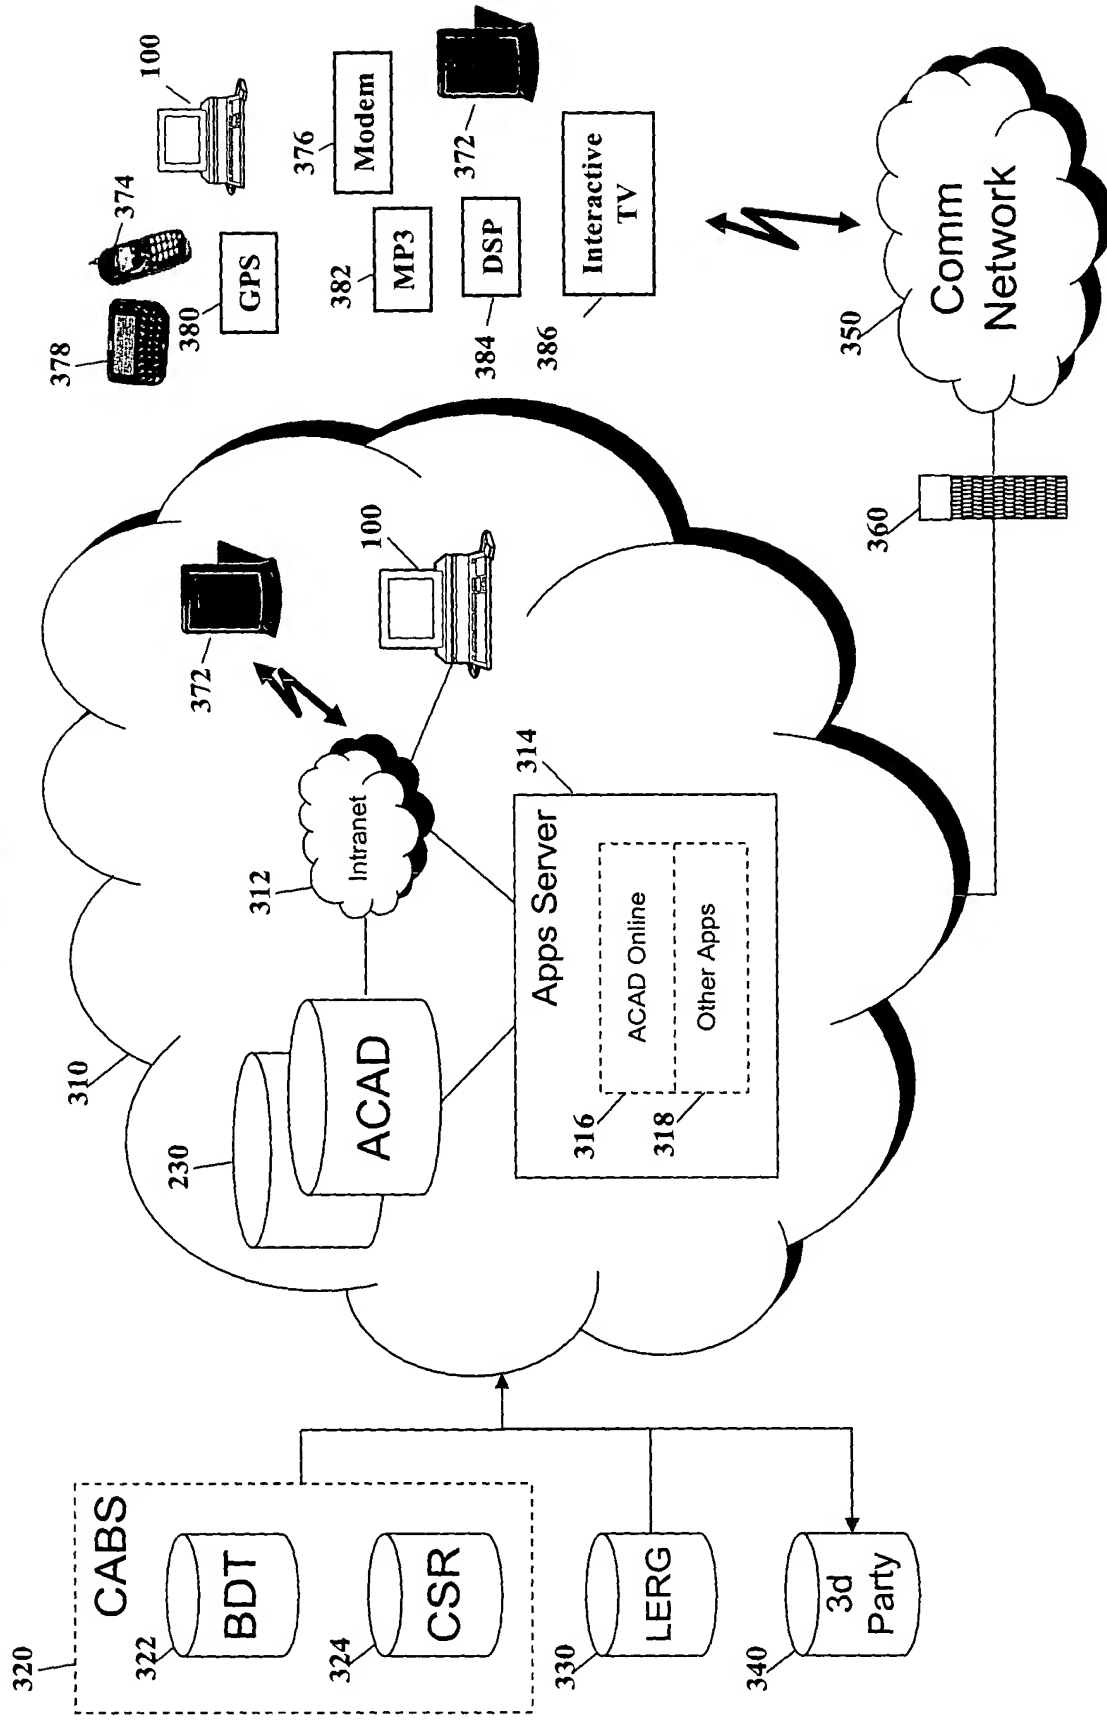 320
CABS
322
BDT
324
CSR
330
LERG
340
3d
Party
310
230
ACAD
312
Intranet
372
100
314
Apps Server
316
ACAD Online
318
Other Apps
360
350
Comm
Network
378
374
100
380
GPS
376
Modem
382
MP3
372
384
DSP
386
Interactive
TV